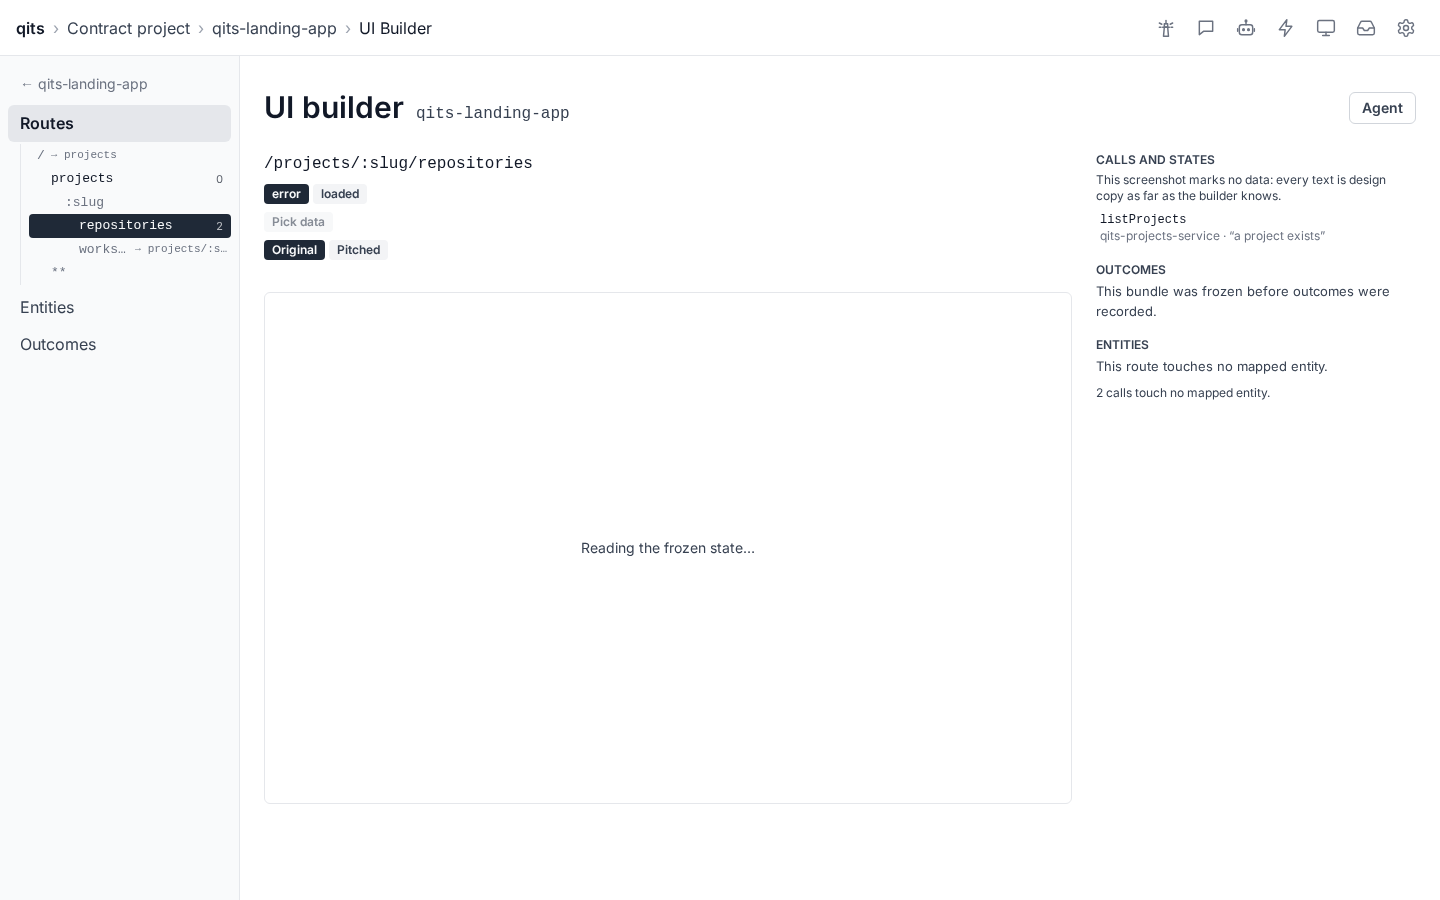 qits › Contract project › qits-landing-app › UI Builder
← qits-landing-app
Routes
/ → projects
projects 0
:slug
repositories 2
works… → projects/:s…
**
Entities
Outcomes
UI builder qits-landing-app
Agent
/projects/:slug/repositories
error loaded
Pick data
Original Pitched
Reading the frozen state...
CALLS AND STATES
This screenshot marks no data: every text is design
copy as far as the builder knows.
listProjects
qits-projects-service · “a project exists”
OUTCOMES
This bundle was frozen before outcomes were
recorded.
ENTITIES
This route touches no mapped entity.
2 calls touch no mapped entity.